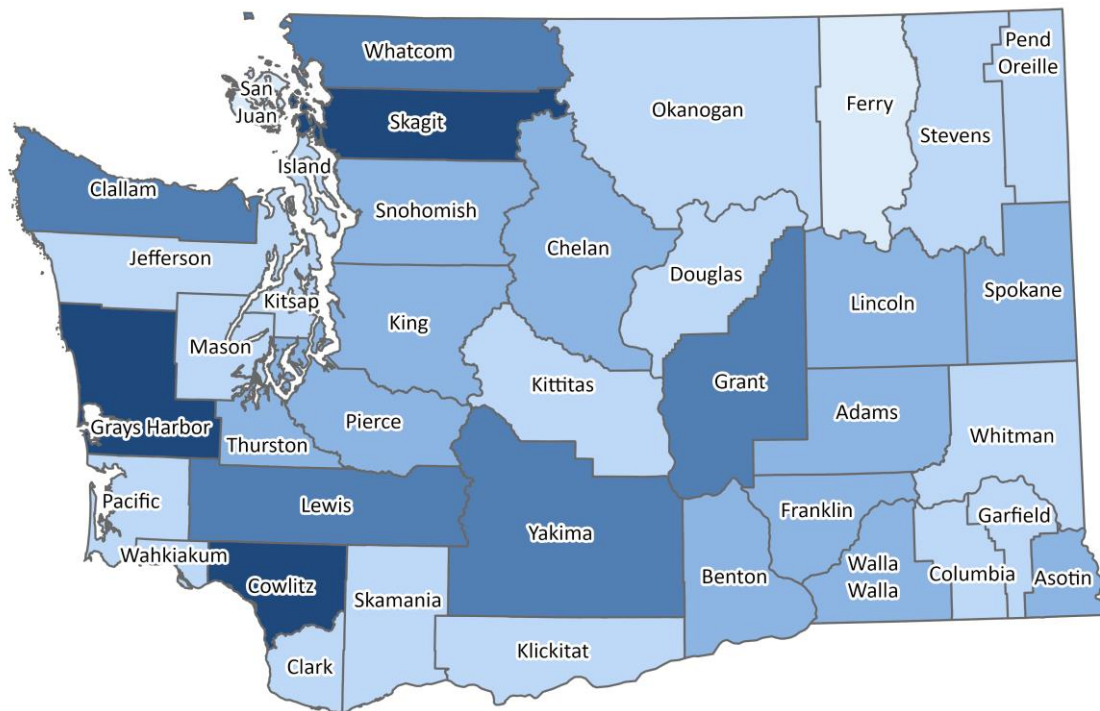 Whatcom
Pend
Oreille
San
Juan
Skagit
Okanogan
Ferry
Stevens
Island
Clallam
Snohomish
Chelan
Jefferson
Douglas
Kitsap
Lincoln
Spokane
King
Mason
Kittitas
Grant
Grays Harbor
Thurston
Pierce
Adams
Whitman
Pacific
Lewis
Yakima
Franklin
Garfield
Wahkiakum
Cowlitz
Skamania
Benton
Walla
Walla
Columbia
Asotin
Clark
Klickitat